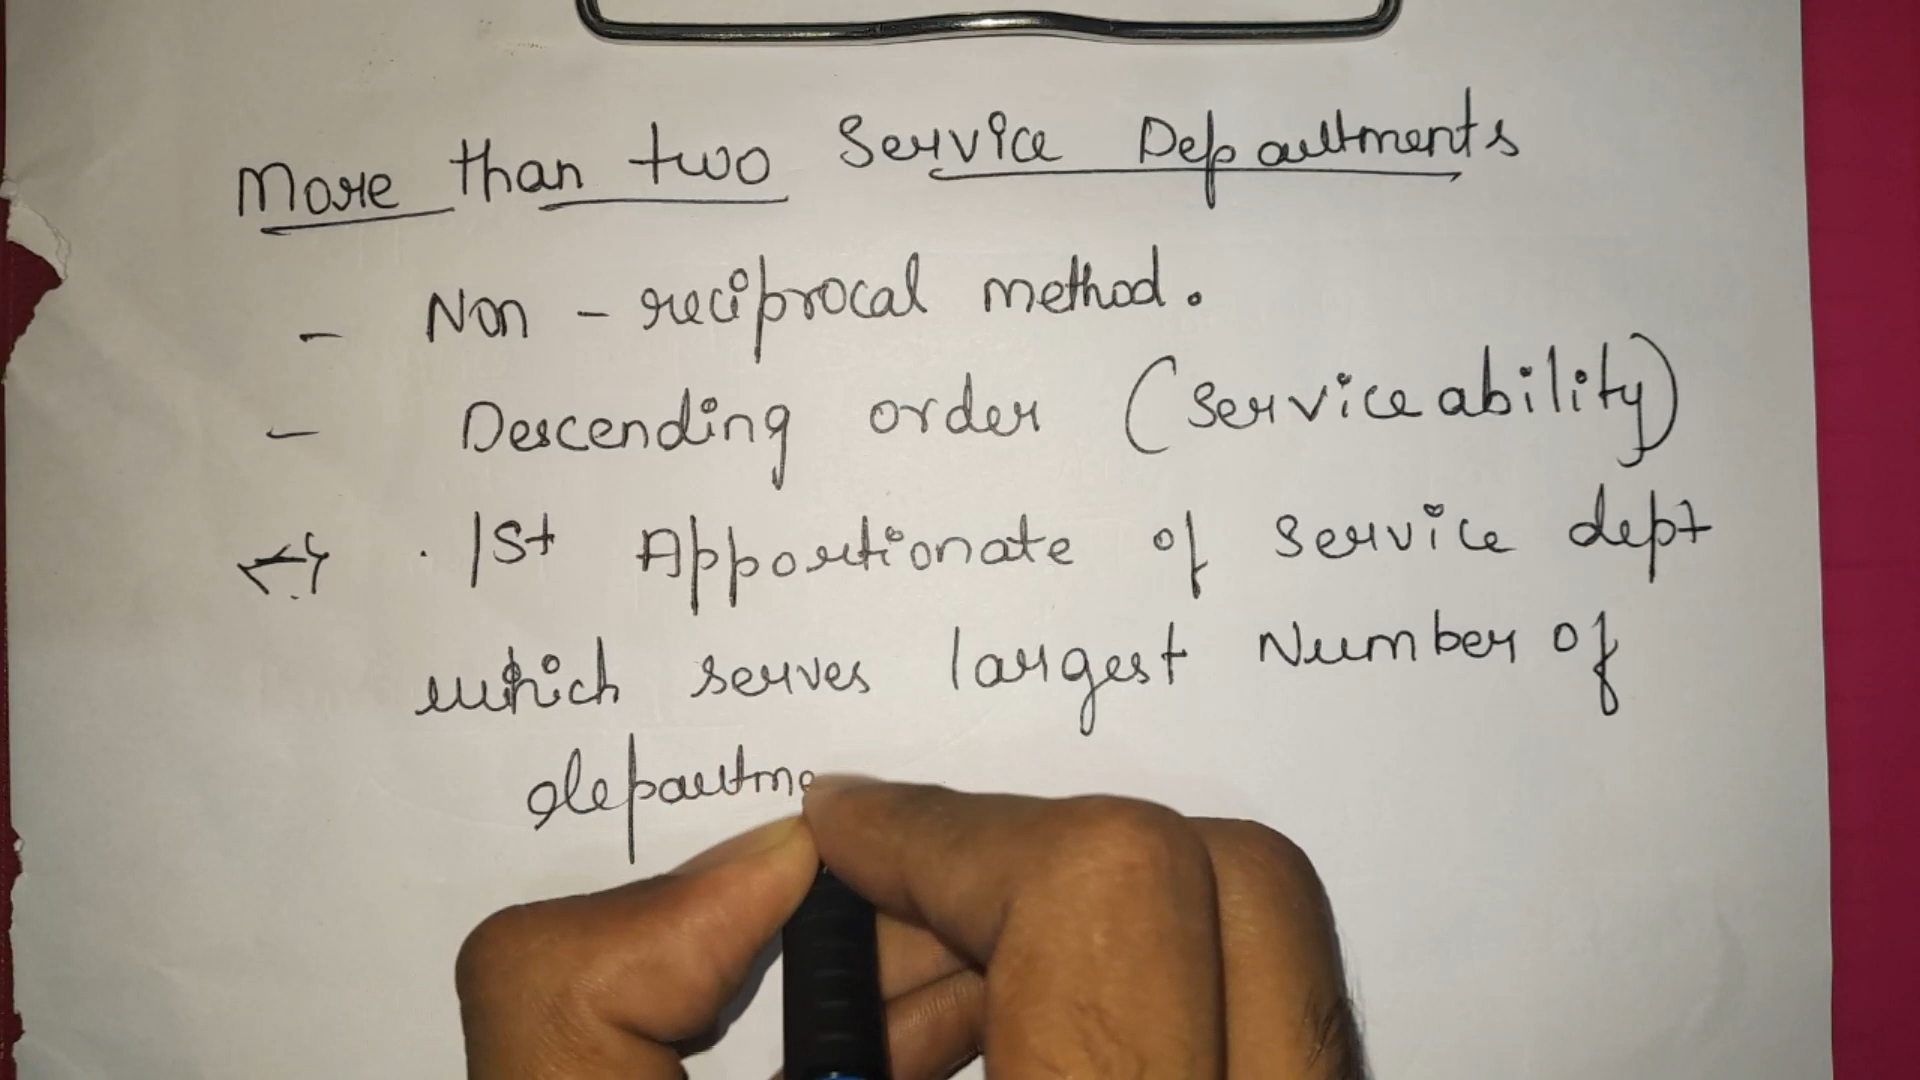 More than two Service Departments
- Non - reciprocal method.
- Descending order (serviceability)
. 1st Apportionate of service dept
which serves largest Number of
departme